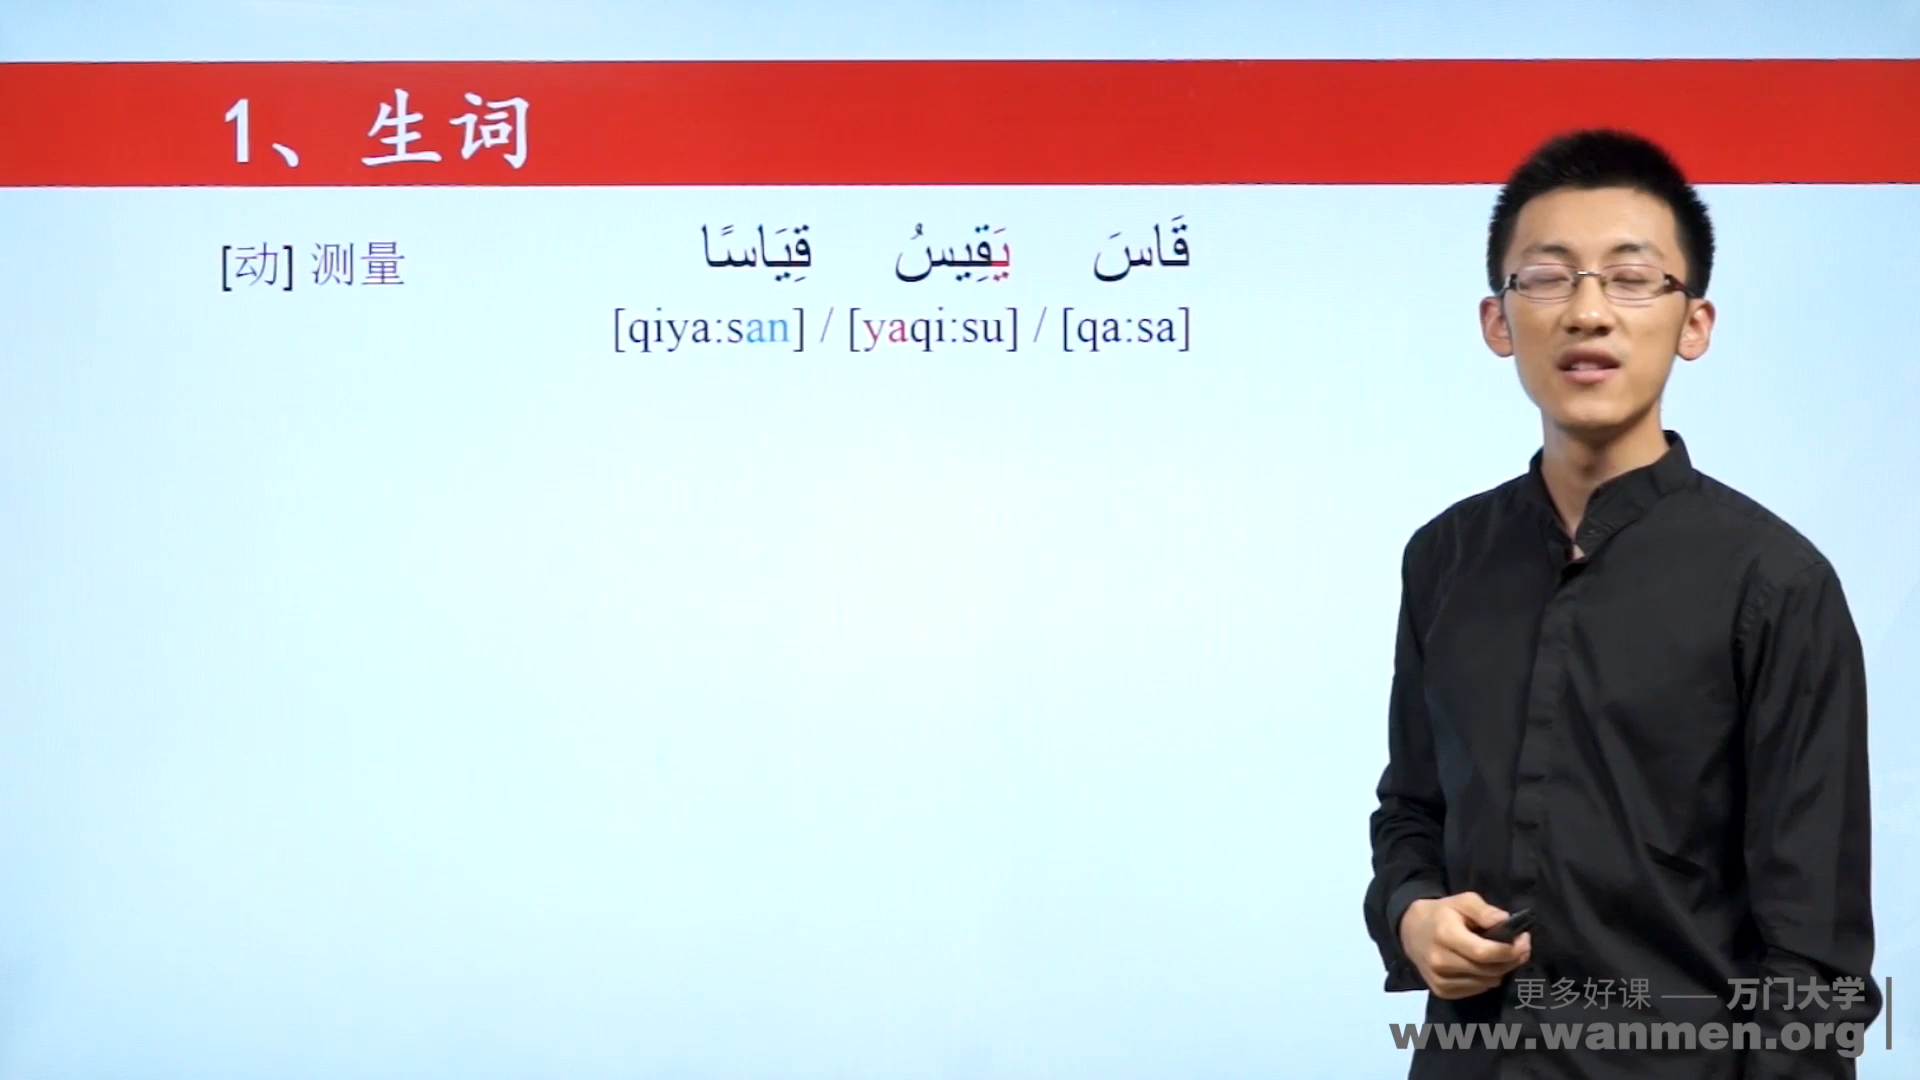 1、生词
[动] 测量
قَاسَ يَقِيسُ قِيَاسًا
[qiya:san] / [yaqi:su] / [qa:sa]
更多好课 —— 万门大学
www.wanmen.org